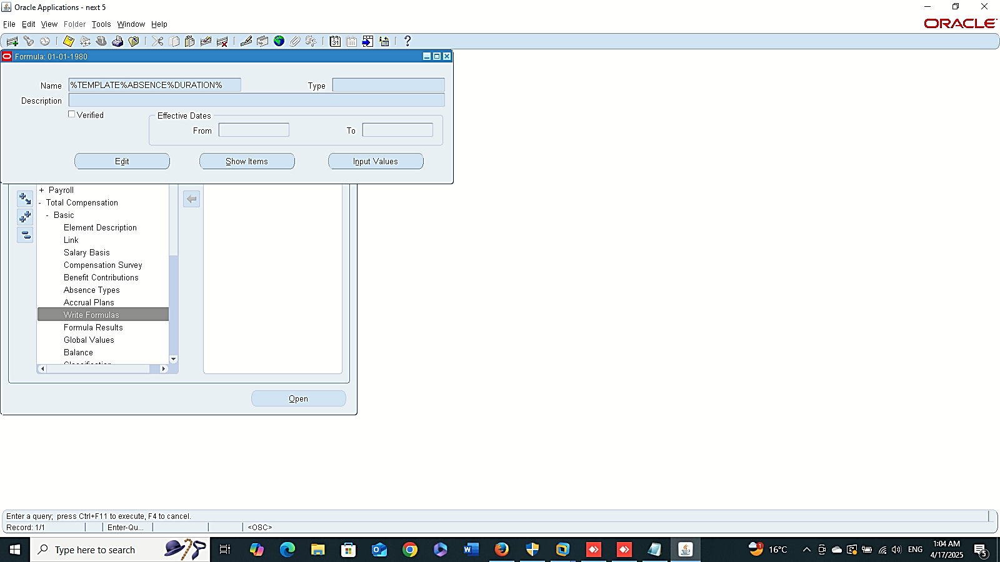 Oracle Applications - next 5
File Edit View Folder Tools Window Help
ORACLE
Formula: 01-01-1980
Name %TEMPLATE%ABSENCE%DURATION% Type
Description
Verified
Effective Dates
From To
Edit Show Items Input Values
+ Payroll
- Total Compensation
- Basic
Element Description
Link
Salary Basis
Compensation Survey
Benefit Contributions
Absence Types
Accrual Plans
Write Formulas
Formula Results
Global Values
Balance
Classification
Open
Enter a query; press Ctrl+F11 to execute, F4 to cancel.
Record: 1/1 Enter-Qu... <OSC>
Type here to search
16°C ENG
1:04 AM
4/17/2025
5